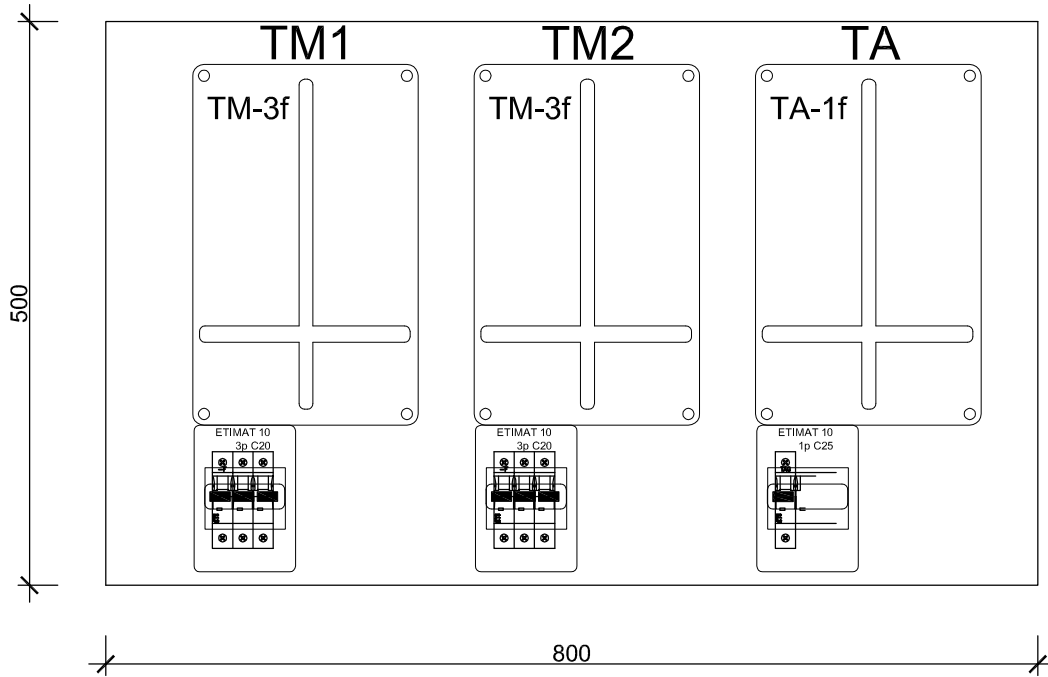 TM1 TM2 TA
TM-3f TM-3f TA-1f
500
ETIMAT 10 ETIMAT 10 ETIMAT 10
3p C20 3p C20 1p C25
800